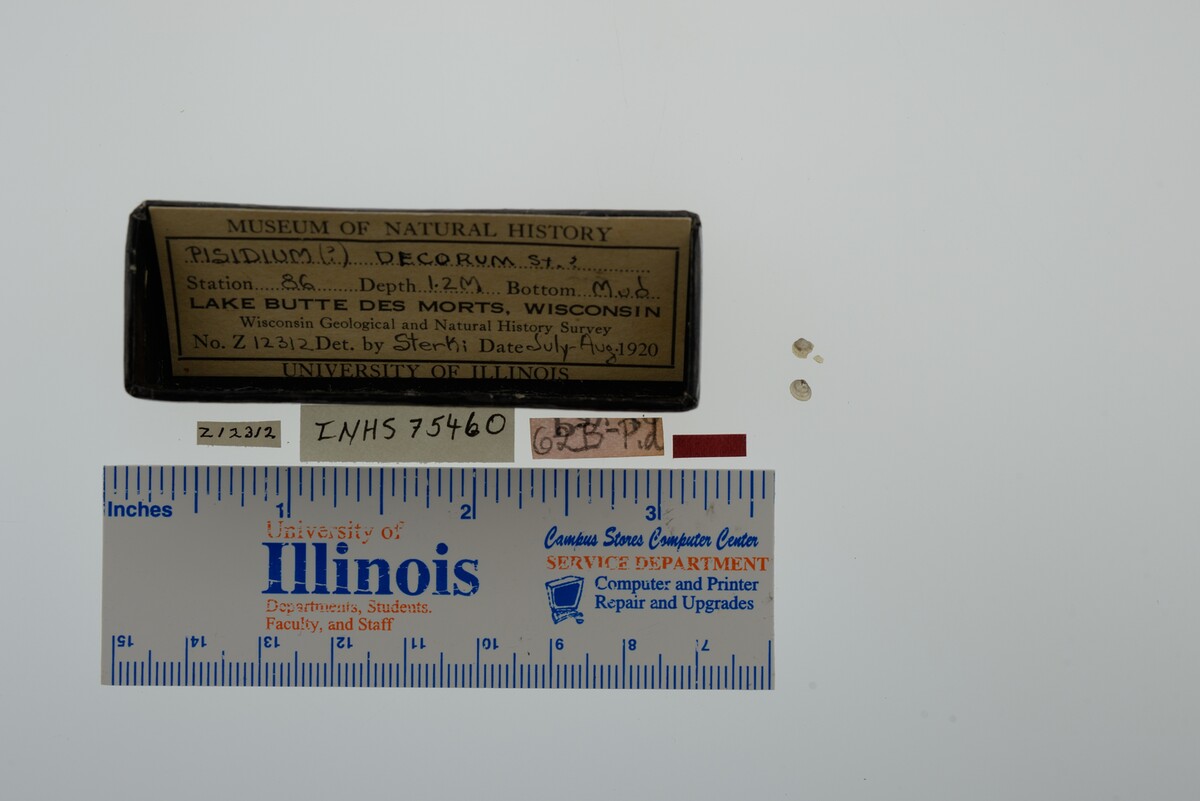 MUSEUM OF NATURAL HISTORY
PISIDIUM(?) DECORUM St.?
Station 86 Depth 1.2M Bottom Mud
LAKE BUTTE DES MORTS, WISCONSIN
Wisconsin Geological and Natural History Survey
No. Z 12312 Det. by Sterki Date July-Aug. 1920
UNIVERSITY OF ILLINOIS
Z12312
INHS 75460
62B-P.d
Inches 1 2 3
University of
Illinois
Departments, Students,
Faculty, and Staff
Campus Stores Computer Center
SERVICE DEPARTMENT
Computer and Printer
Repair and Upgrades
15 14 13 12 11 10 9 8 7